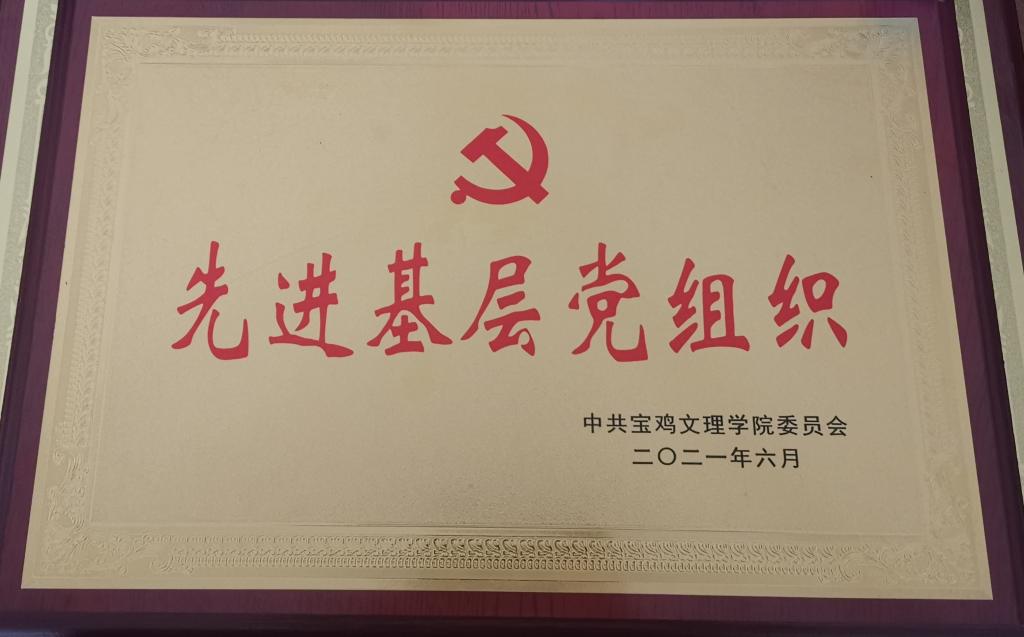 先进基层党组织
中共宝鸡文理学院委员会
二〇二一年六月